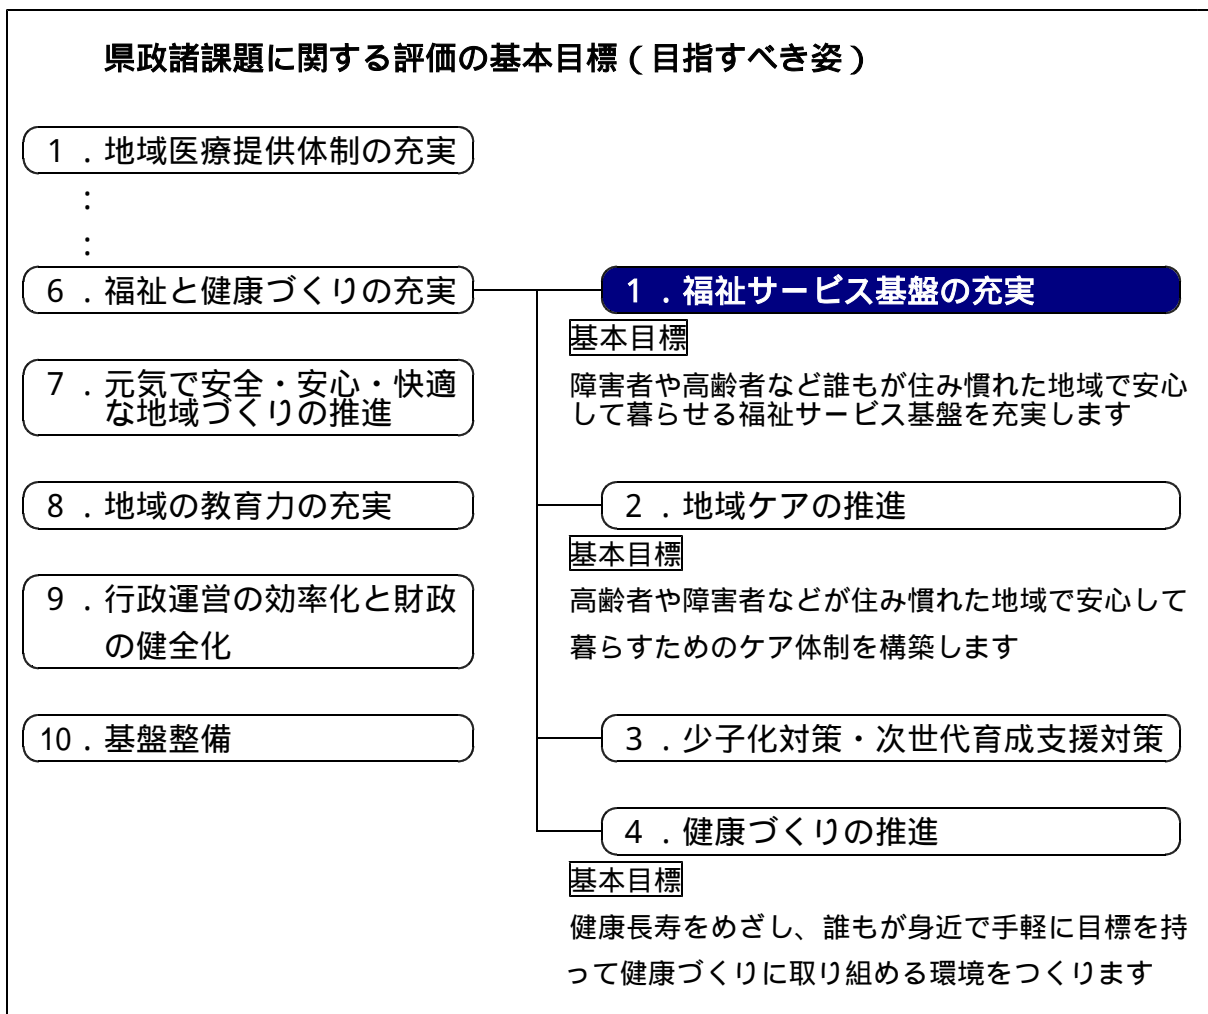 県政諸課題に関する評価の基本目標（目指すべき姿）
１．地域医療提供体制の充実
：
：
６．福祉と健康づくりの充実
７．元気で安全・安心・快適
な地域づくりの推進
８．地域の教育力の充実
９．行政運営の効率化と財政
の健全化
10．基盤整備
１．福祉サービス基盤の充実
基本目標
障害者や高齢者など誰もが住み慣れた地域で安心
して暮らせる福祉サービス基盤を充実します
２．地域ケアの推進
基本目標
高齢者や障害者などが住み慣れた地域で安心して
暮らすためのケア体制を構築します
３．少子化対策・次世代育成支援対策
４．健康づくりの推進
基本目標
健康長寿をめざし、誰もが身近で手軽に目標を持
って健康づくりに取り組める環境をつくります